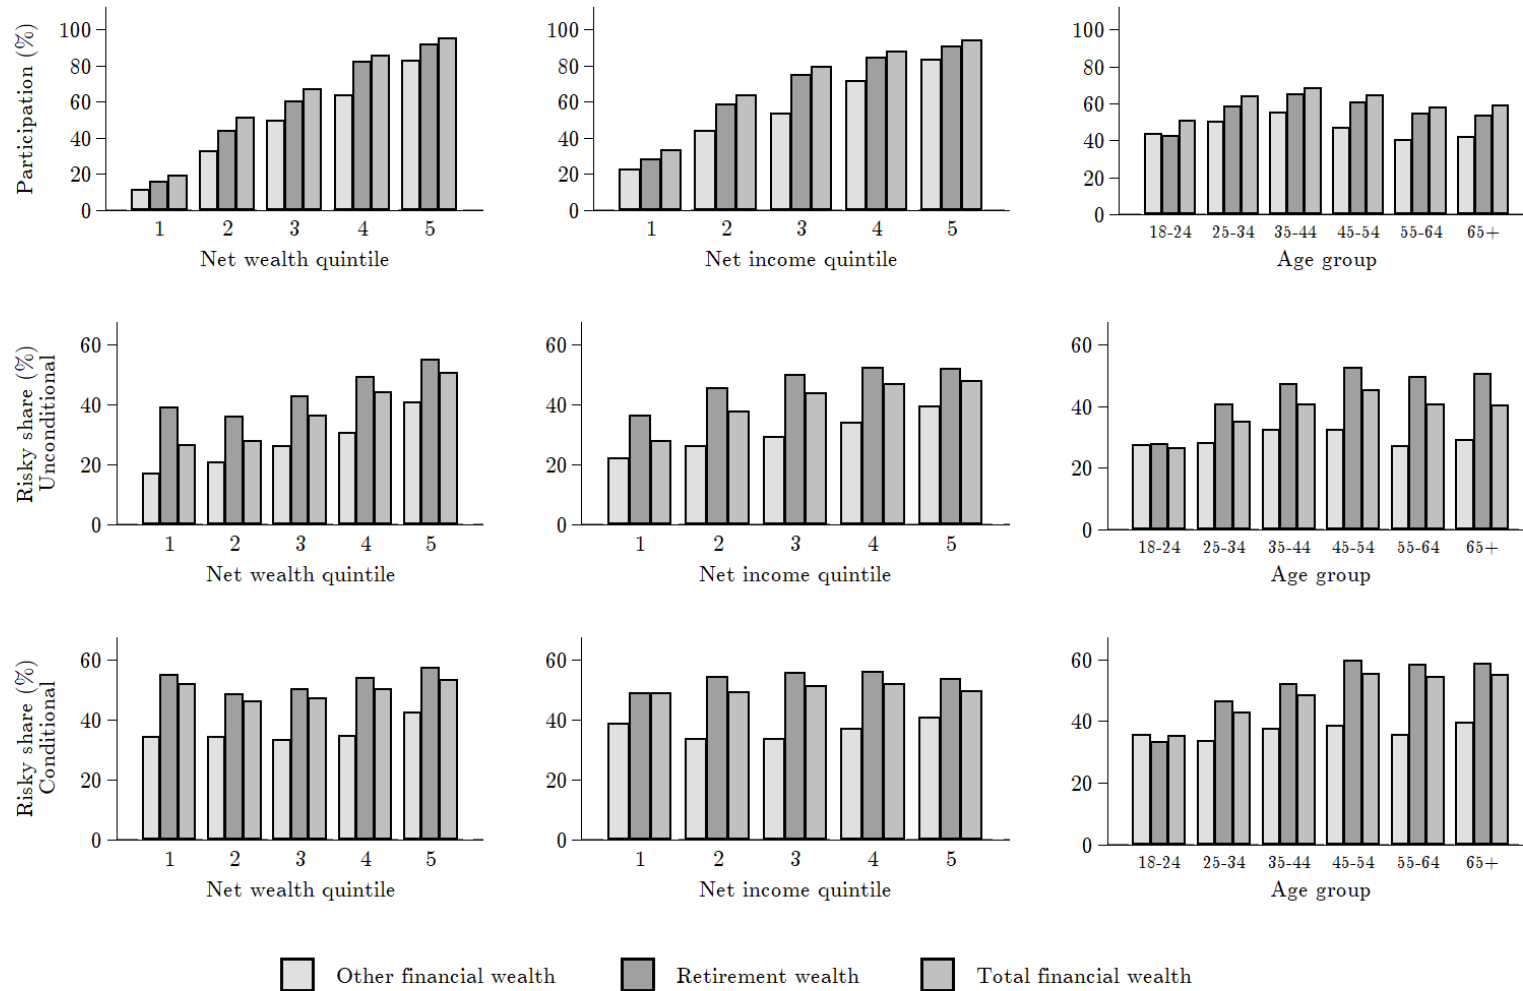 Participation (%)
100
80
60
40
20
0
1 2 3 4 5
Net wealth quintile
100
80
60
40
20
0
1 2 3 4 5
Net income quintile
100
80
60
40
20
0
18-24 25-34 35-44 45-54 55-64 65+
Age group
Risky share (%)
Unconditional
60
40
20
0
1 2 3 4 5
Net wealth quintile
60
40
20
0
1 2 3 4 5
Net income quintile
60
40
20
0
18-24 25-34 35-44 45-54 55-64 65+
Age group
Risky share (%)
Conditional
60
40
20
0
1 2 3 4 5
Net wealth quintile
60
40
20
0
1 2 3 4 5
Net income quintile
60
40
20
0
18-24 25-34 35-44 45-54 55-64 65+
Age group
Other financial wealth Retirement wealth Total financial wealth